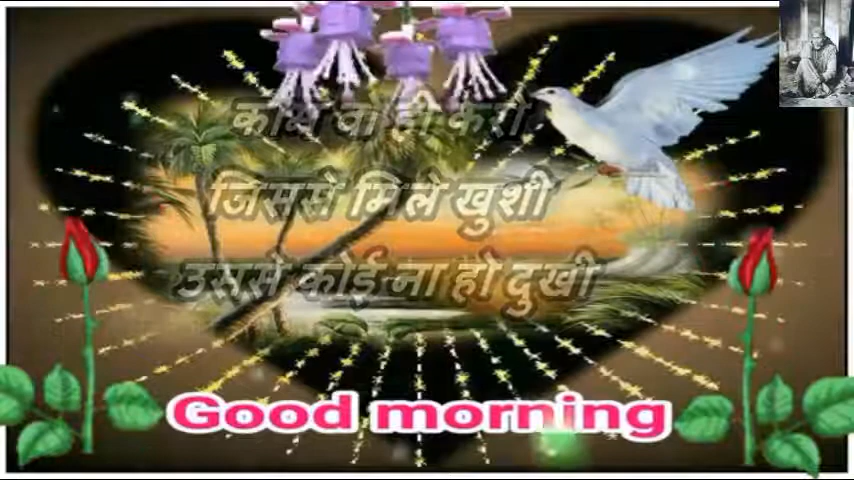 काम वो ही करो
जिससे मिले खुशी
उससे कोई ना हो दुखी
Good morning